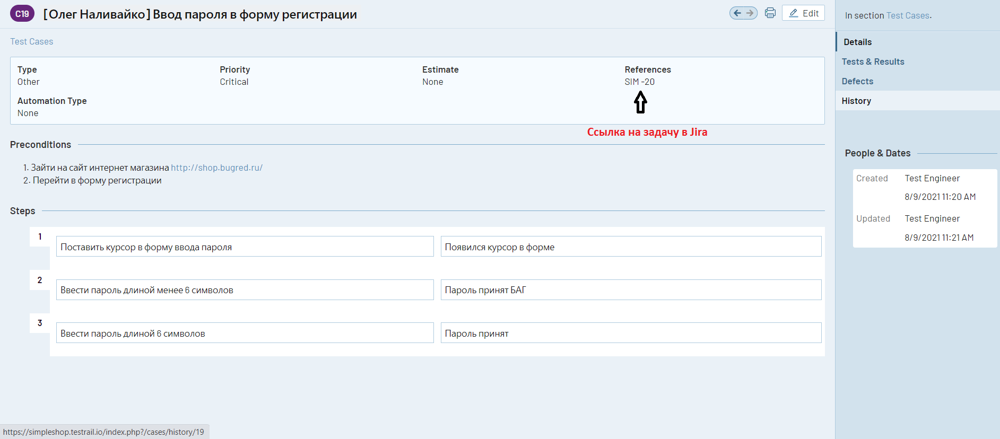 C19 [Олег Наливайко] Ввод пароля в форму регистрации
Edit
Test Cases
Type
Other
Priority
Critical
Estimate
None
References
SIM -20
Automation Type
None
Ссылка на задачу в Jira
Preconditions
1. Зайти на сайт интернет магазина http://shop.bugred.ru/
2. Перейти в форму регистрации
Steps
1
Поставить курсор в форму ввода пароля
Появился курсор в форме
2
Ввести пароль длиной менее 6 символов
Пароль принят БАГ
3
Ввести пароль длиной 6 символов
Пароль принят
https://simpleshop.testrail.io/index.php?/cases/history/19
In section Test Cases.
Details
Tests & Results
Defects
History
People & Dates
Created Test Engineer
8/9/2021 11:20 AM
Updated Test Engineer
8/9/2021 11:21 AM